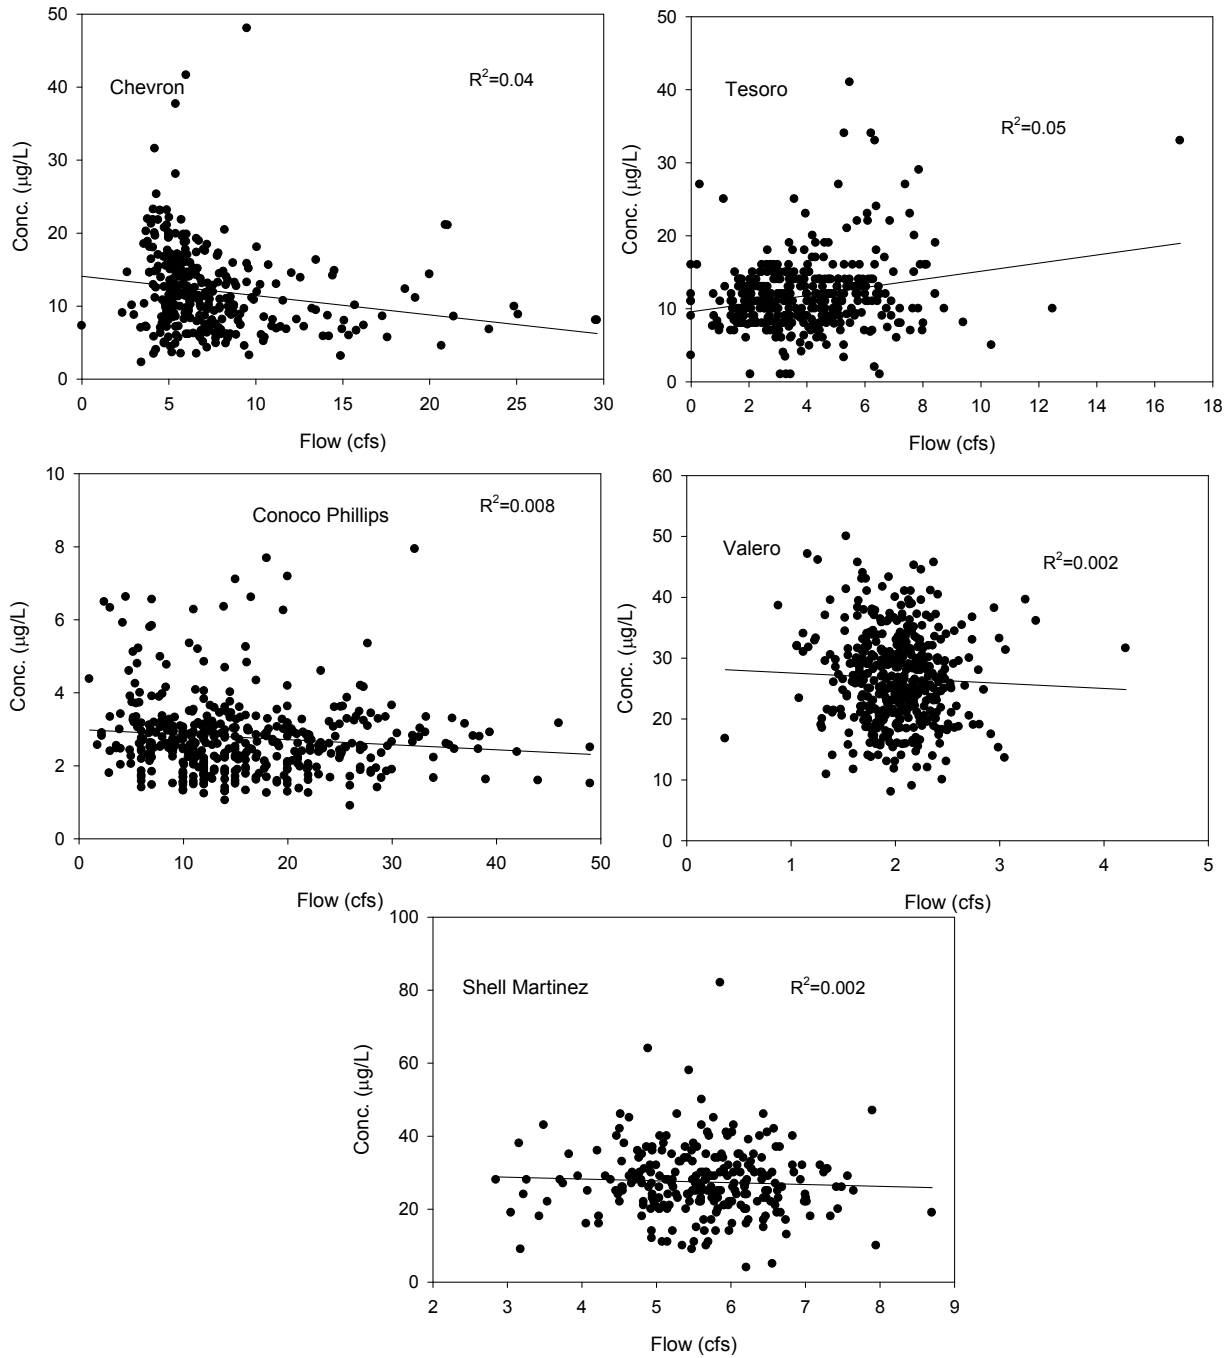 50
40
30
20
10
0
Conc. (µg/L)
Chevron
R²=0.04
0 5 10 15 20 25 30
Flow (cfs)
50
40
30
20
10
0
Conc. (µg/L)
Tesoro
R²=0.05
0 2 4 6 8 10 12 14 16 18
Flow (cfs)
10
8
6
4
2
0
Conc. (µg/L)
Conoco Phillips
R²=0.008
0 10 20 30 40 50
Flow (cfs)
60
50
40
30
20
10
0
Conc. (µg/L)
Valero
R²=0.002
0 1 2 3 4 5
Flow (cfs)
100
80
60
40
20
0
Conc. (µg/L)
Shell Martinez
R²=0.002
2 3 4 5 6 7 8 9
Flow (cfs)